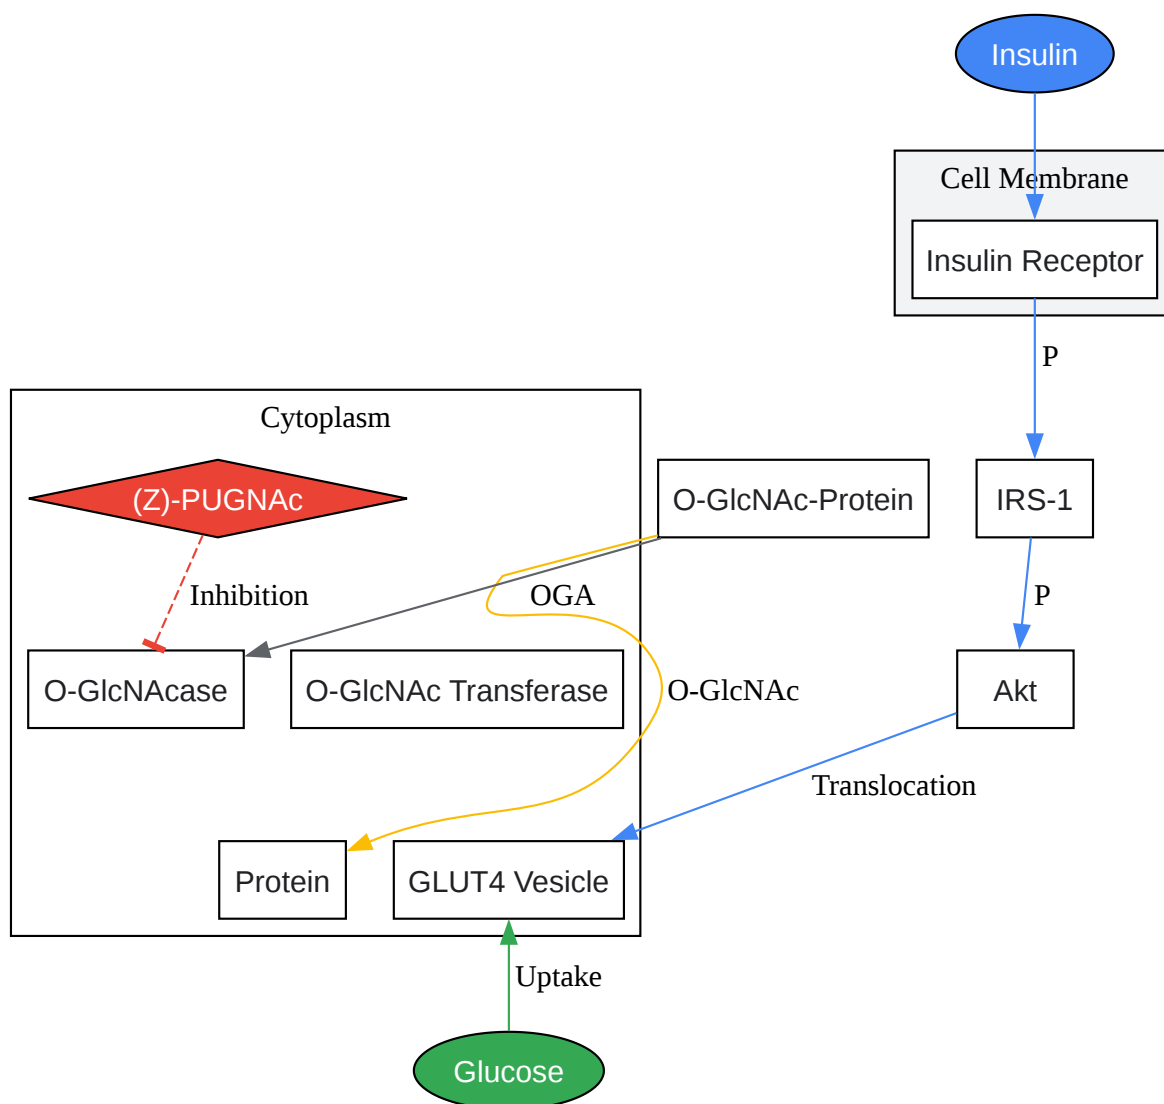 Insulin
Cell Membrane
Insulin Receptor
P
Cytoplasm
(Z)-PUGNAc
O-GlcNAc-Protein
IRS-1
Inhibition
OGA
P
O-GlcNAcase
O-GlcNAc Transferase
O-GlcNAc
Akt
Translocation
Protein
GLUT4 Vesicle
Uptake
Glucose